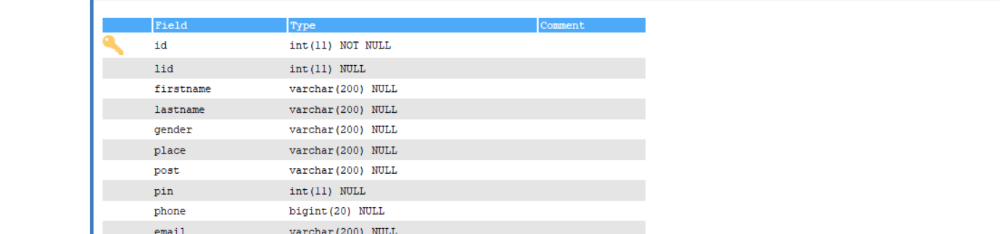 Field Type Comment
id int(11) NOT NULL
lid int(11) NULL
firstname varchar(200) NULL
lastname varchar(200) NULL
gender varchar(200) NULL
place varchar(200) NULL
post varchar(200) NULL
pin int(11) NULL
phone bigint(20) NULL
email varchar(200) NULL